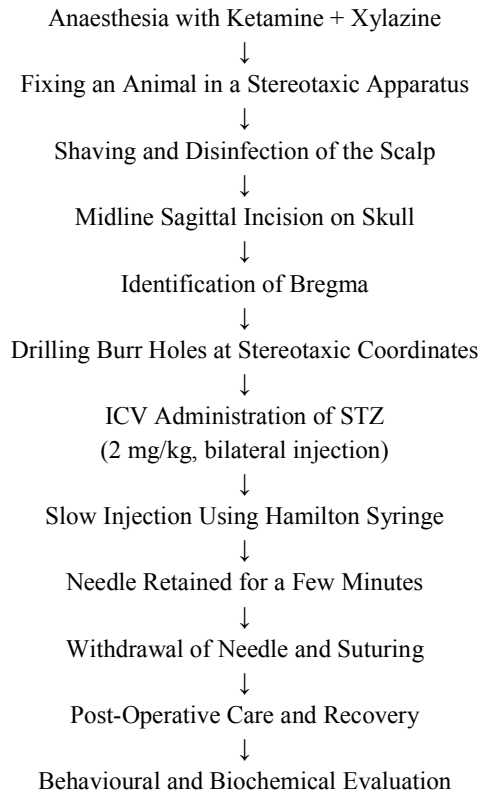 Anaesthesia with Ketamine + Xylazine
↓
Fixing an Animal in a Stereotaxic Apparatus
↓
Shaving and Disinfection of the Scalp
↓
Midline Sagittal Incision on Skull
↓
Identification of Bregma
↓
Drilling Burr Holes at Stereotaxic Coordinates
↓
ICV Administration of STZ
(2 mg/kg, bilateral injection)
↓
Slow Injection Using Hamilton Syringe
↓
Needle Retained for a Few Minutes
↓
Withdrawal of Needle and Suturing
↓
Post-Operative Care and Recovery
↓
Behavioural and Biochemical Evaluation